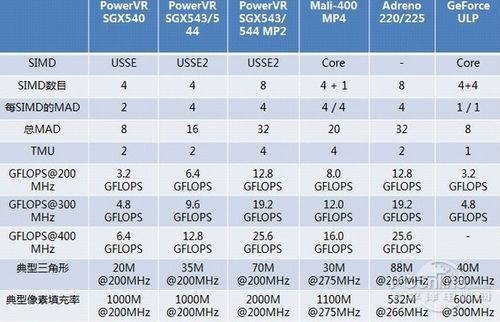 PowerVR SGX540 PowerVR SGX543/544 PowerVR SGX543/544 MP2 Mali-400 MP4 Adreno 220/225 GeForce ULP
SIMD USSE USSE2 USSE2 Core - Core
SIMD数目 4 4 8 4 + 1 8 4+4
每SIMD的MAD 2 4 4 4 / 4 4 1 / 1
总MAD 8 16 32 20 32 8
TMU 2 2 4 4 2 1
GFLOPS@200 MHz 3.2 GFLOPS 6.4 GFLOPS 12.8 GFLOPS 8.0 GFLOPS 12.8 GFLOPS 3.2 GFLOPS
GFLOPS@300 MHz 4.8 GFLOPS 9.6 GFLOPS 19.2 GFLOPS 12.0 GFLOPS 19.2 GFLOPS 4.8 GFLOPS
GFLOPS@400 MHz 6.4 GFLOPS 12.8 GFLOPS 25.6 GFLOPS 16.0 GFLOPS 25.6 GFLOPS -
典型三角形 20M @200MHz 35M @200MHz 70M @200MHz 30M @275MHz 88M @266MHz 40M @300MHz
典型像素填充率 1000M @200MHz 1000M @200MHz 2000M @200MHz 1100M @275MHz 532M @266MHz 600M @300MHz